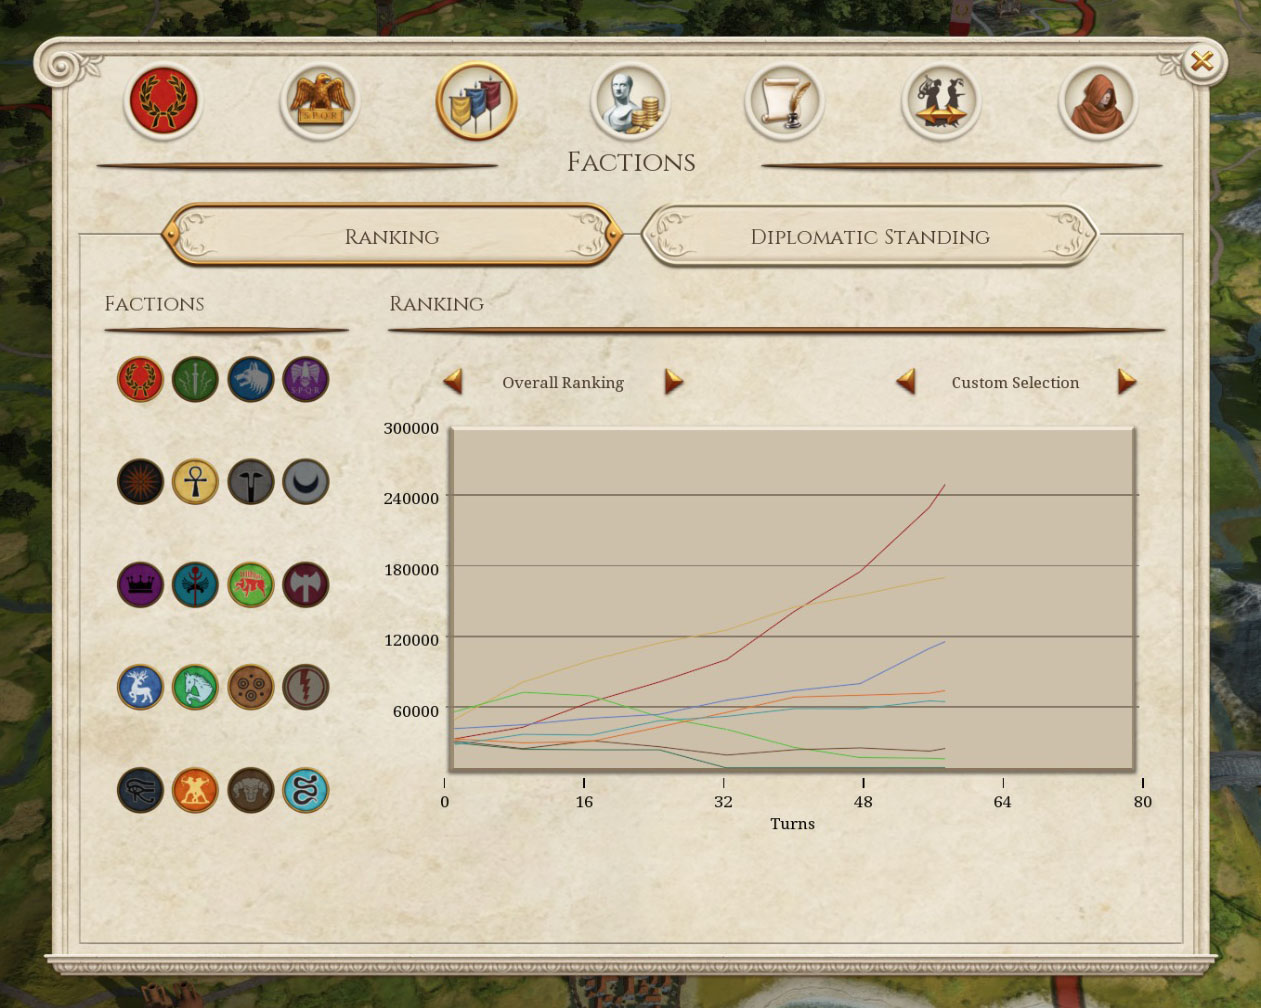 S·P·Q·R
FACTIONS
RANKING
DIPLOMATIC STANDING
FACTIONS
RANKING
S·P·Q·R
Overall Ranking
Custom Selection
300000
240000
180000
120000
60000
0 16 32 48 64 80
Turns